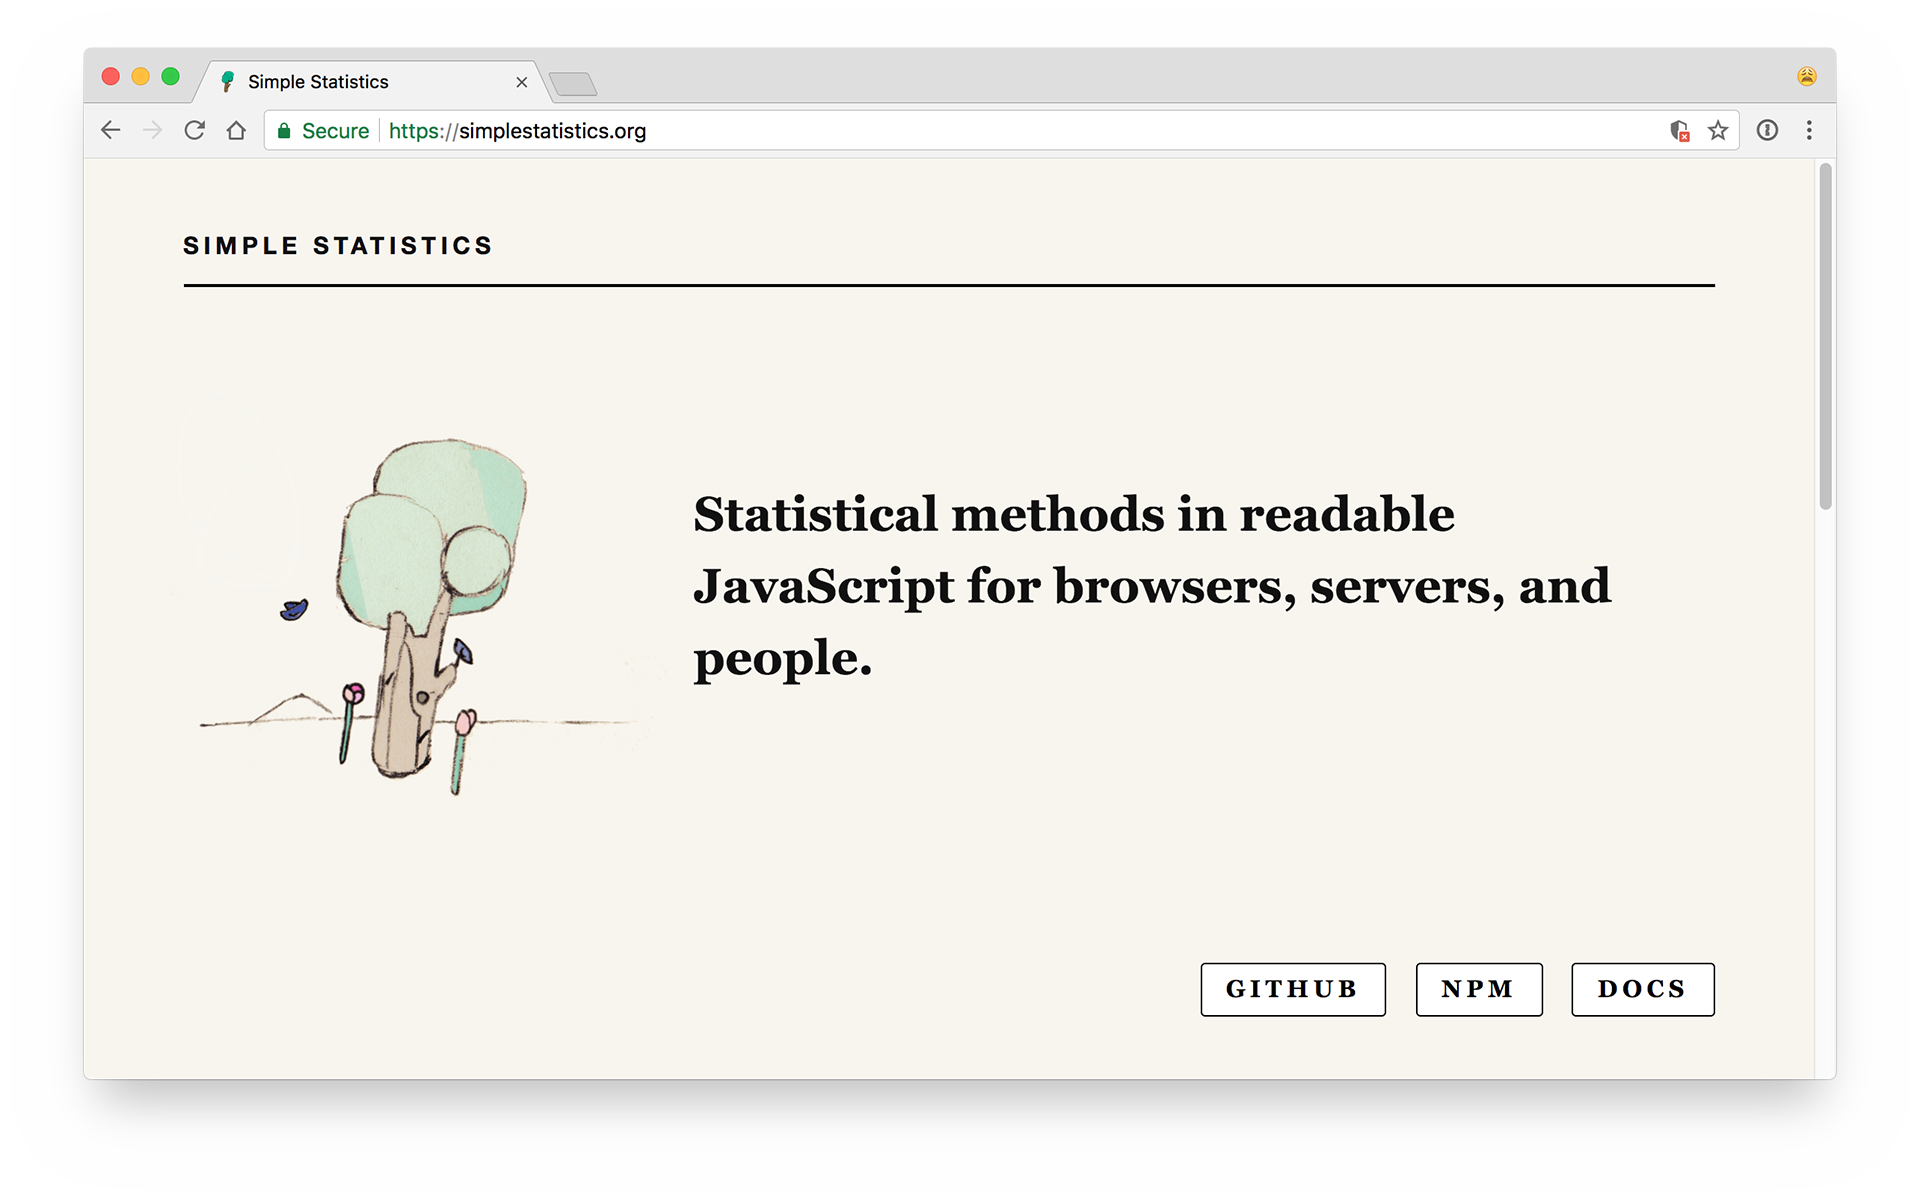 Simple Statistics
Secure https://simplestatistics.org
SIMPLE STATISTICS
Statistical methods in readable
JavaScript for browsers, servers, and
people.
GITHUB NPM DOCS